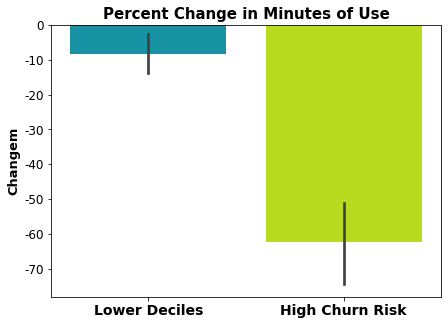 Percent Change in Minutes of Use
0
-10
-20
-30
-40
-50
-60
-70
Changem
Lower Deciles
High Churn Risk